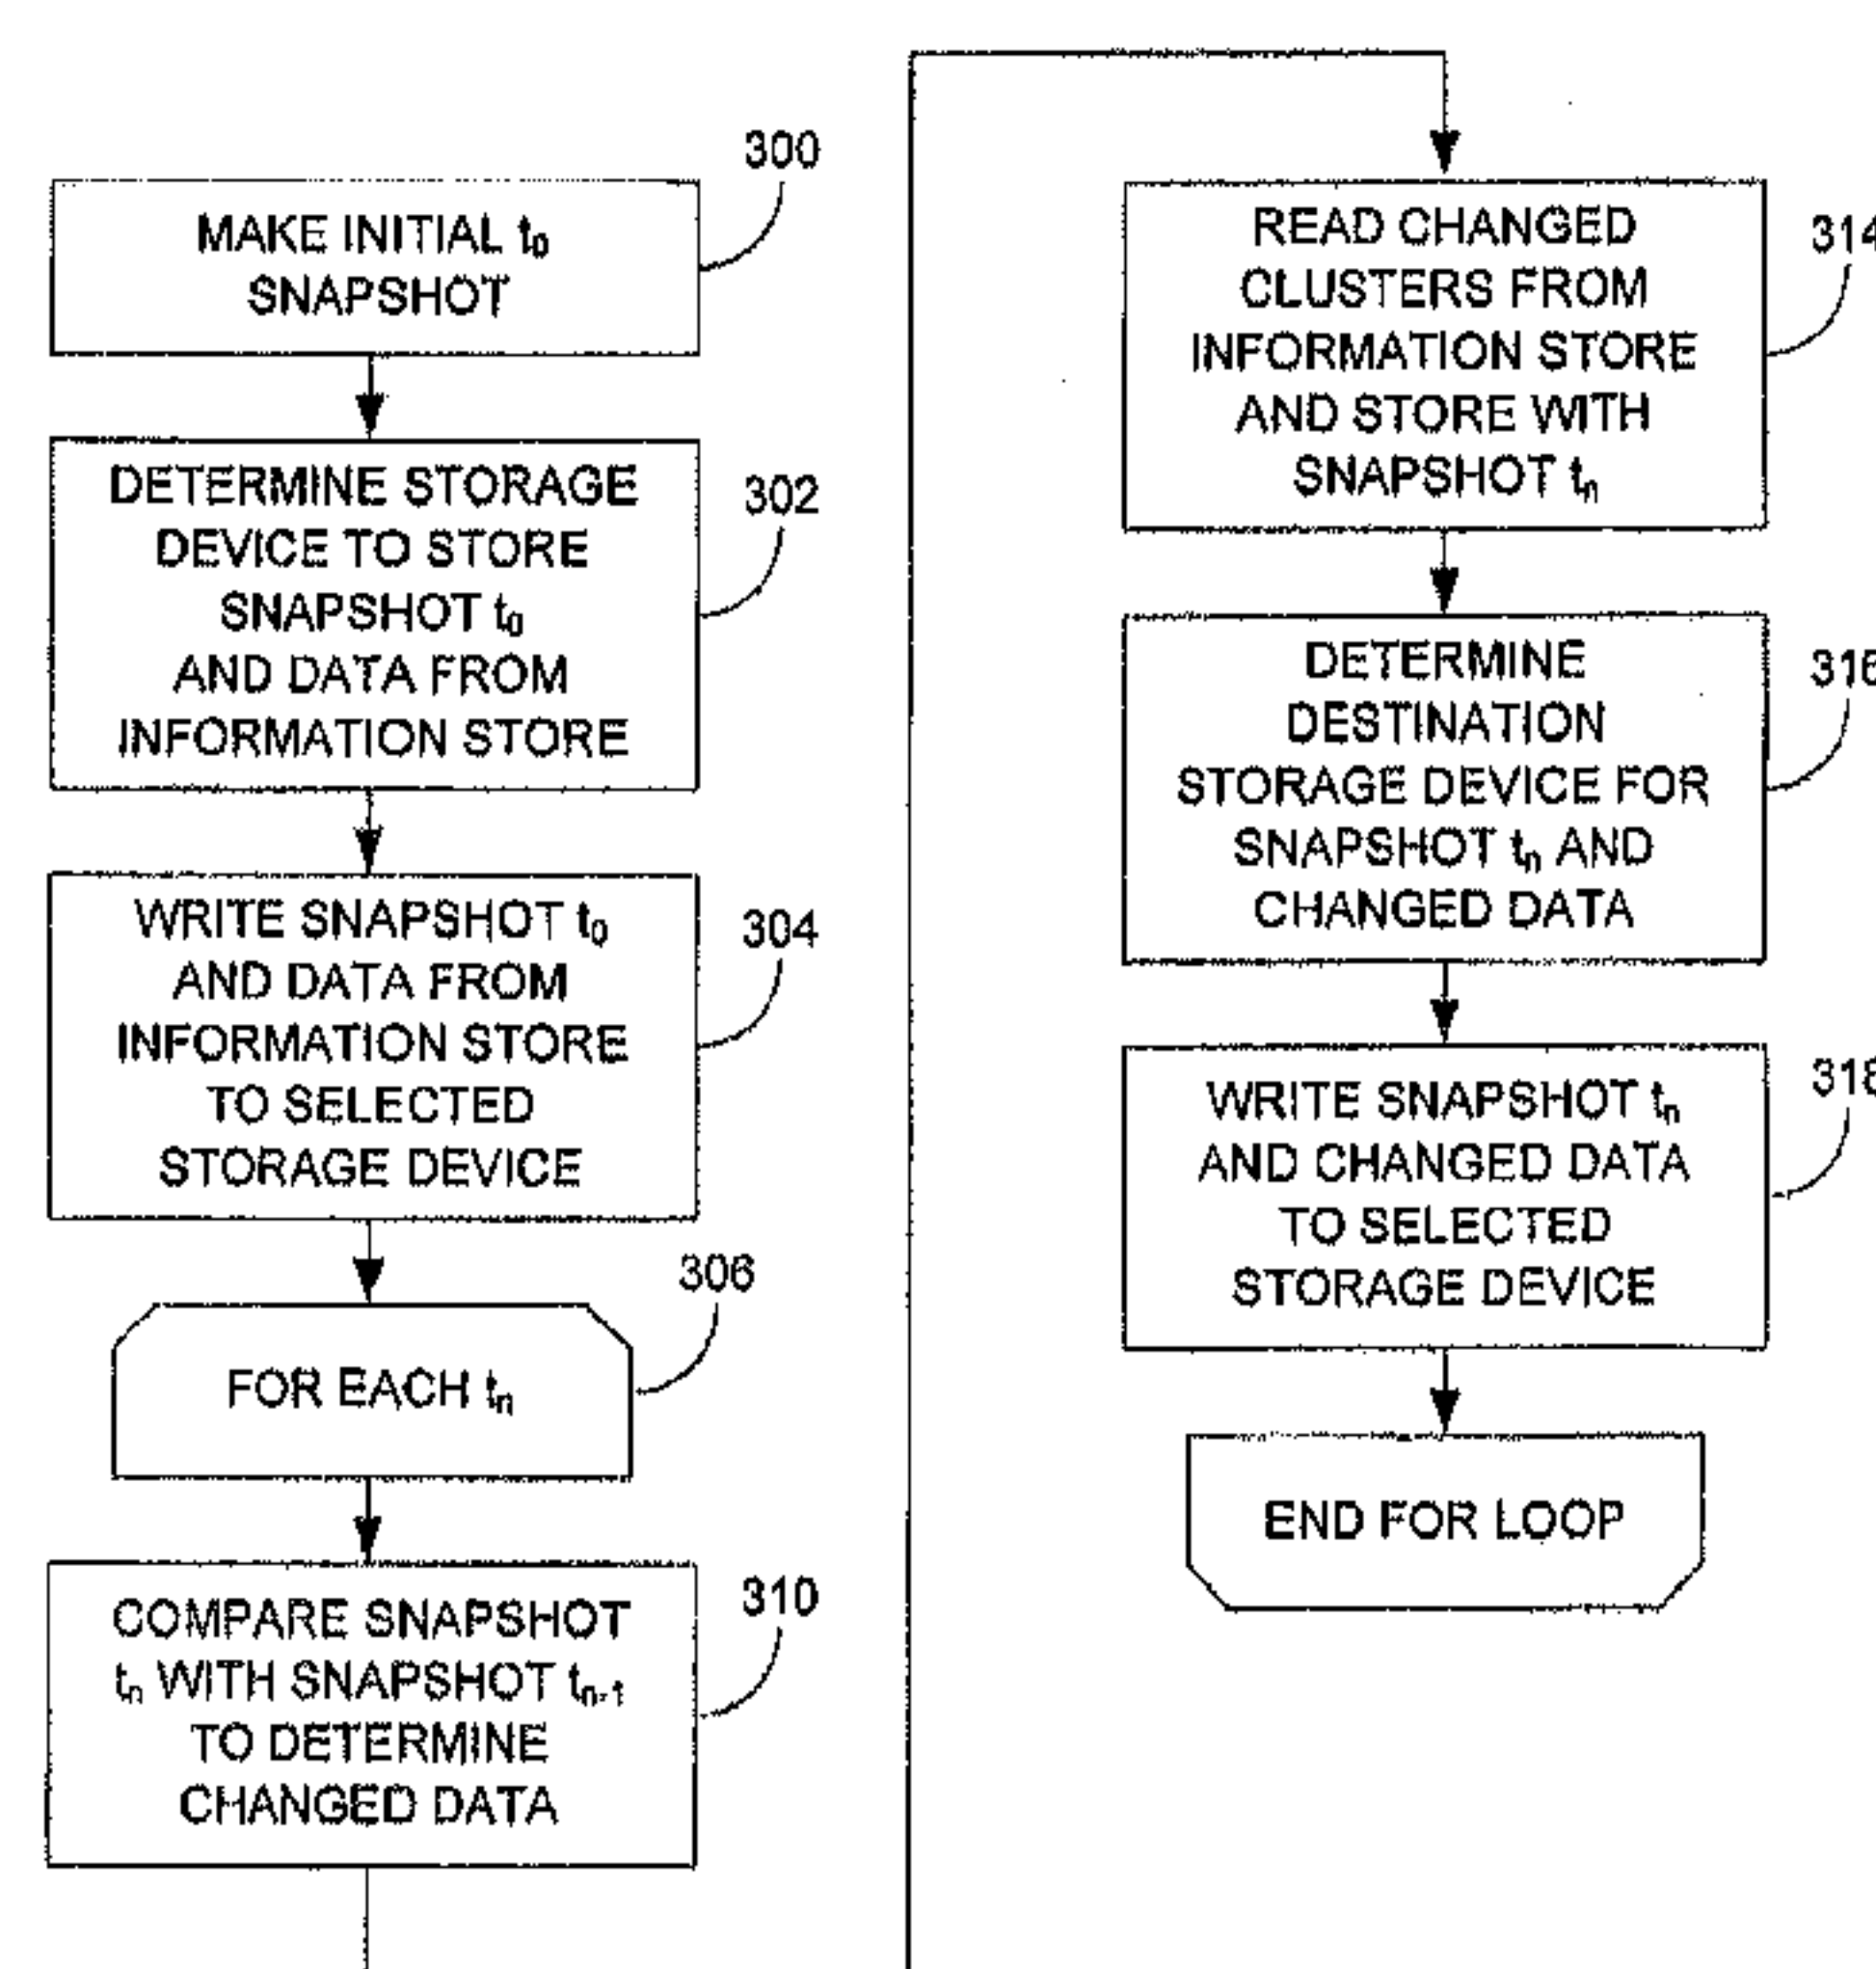 300
MAKE INITIAL t0
SNAPSHOT
302
DETERMINE STORAGE
DEVICE TO STORE
SNAPSHOT t0
AND DATA FROM
INFORMATION STORE
304
WRITE SNAPSHOT t0
AND DATA FROM
INFORMATION STORE
TO SELECTED
STORAGE DEVICE
306
FOR EACH tn
310
COMPARE SNAPSHOT
tn WITH SNAPSHOT tn-1
TO DETERMINE
CHANGED DATA
314
READ CHANGED
CLUSTERS FROM
INFORMATION STORE
AND STORE WITH
SNAPSHOT tn
316
DETERMINE
DESTINATION
STORAGE DEVICE FOR
SNAPSHOT tn AND
CHANGED DATA
318
WRITE SNAPSHOT tn
AND CHANGED DATA
TO SELECTED
STORAGE DEVICE
END FOR LOOP